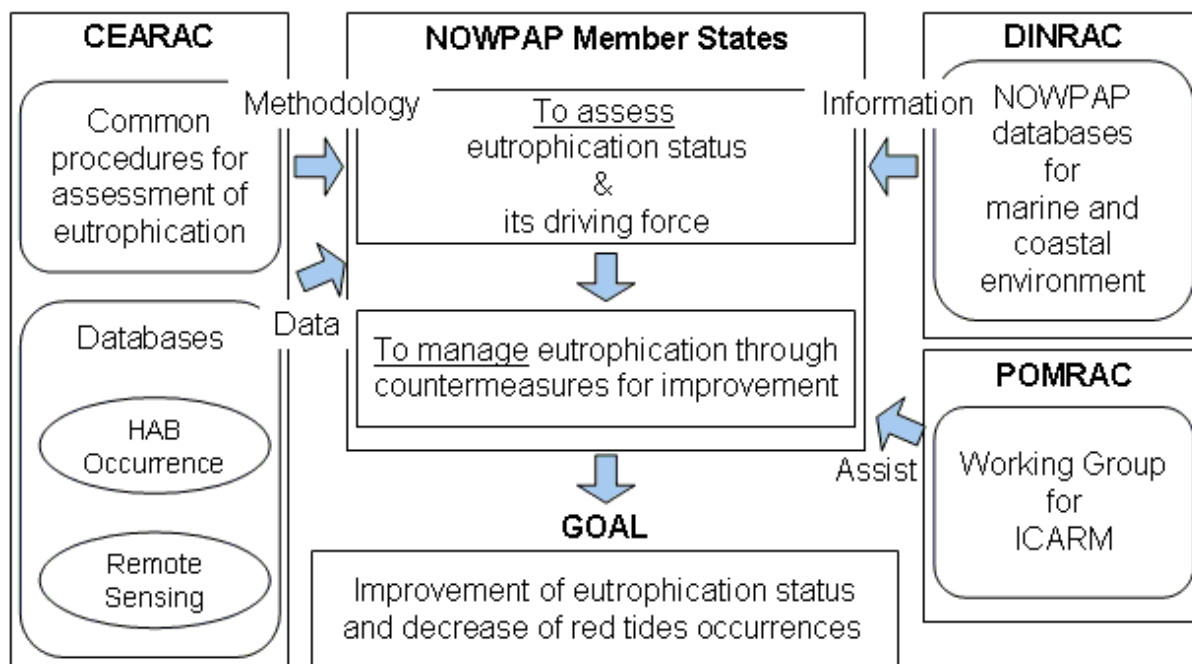 CEARAC
Common
procedures for
assessment of
eutrophication
Databases
HAB
Occurrence
Remote
Sensing
Methodology
Data
NOWPAP Member States
To assess
eutrophication status
&
its driving force
To manage eutrophication through
countermeasures for improvement
GOAL
Improvement of eutrophication status
and decrease of red tides occurrences
Information
DINRAC
NOWPAP
databases
for
marine and
coastal
environment
POMRAC
Assist
Working Group
for
ICARM